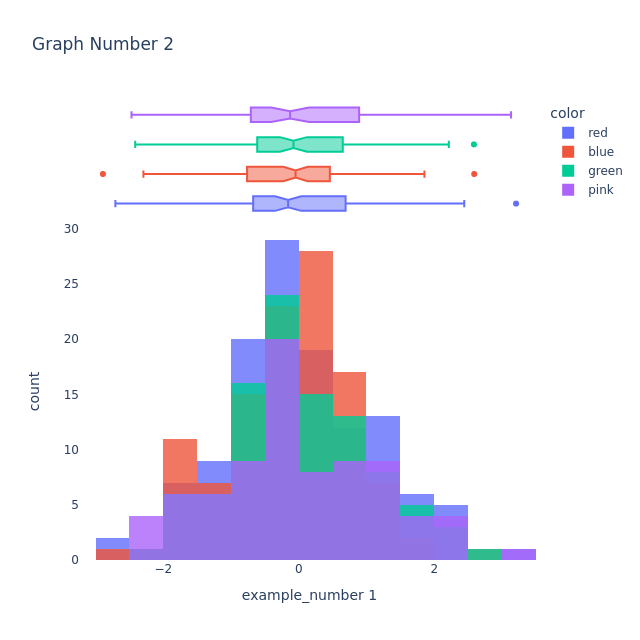 Graph Number 2
color
red
blue
green
pink
30
25
20
15
10
5
0
count
−2
0
2
example_number 1